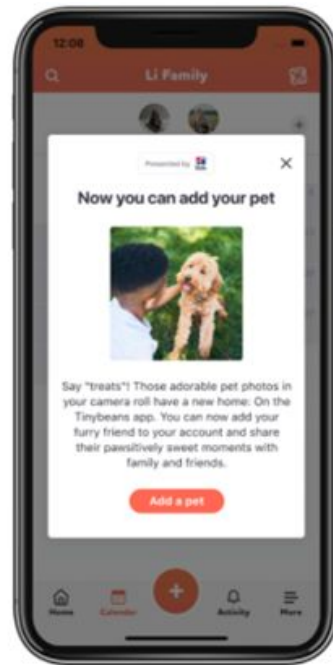 12:08
Li Family
Presented by
Now you can add your pet
Say "treats"! Those adorable pet photos in
your camera roll have a new home: On the
Tinybeans app. You can now add your
furry friend to your account and share
their pawsitively sweet moments with
family and friends.
Add a pet
Home
Calendar
Activity
More